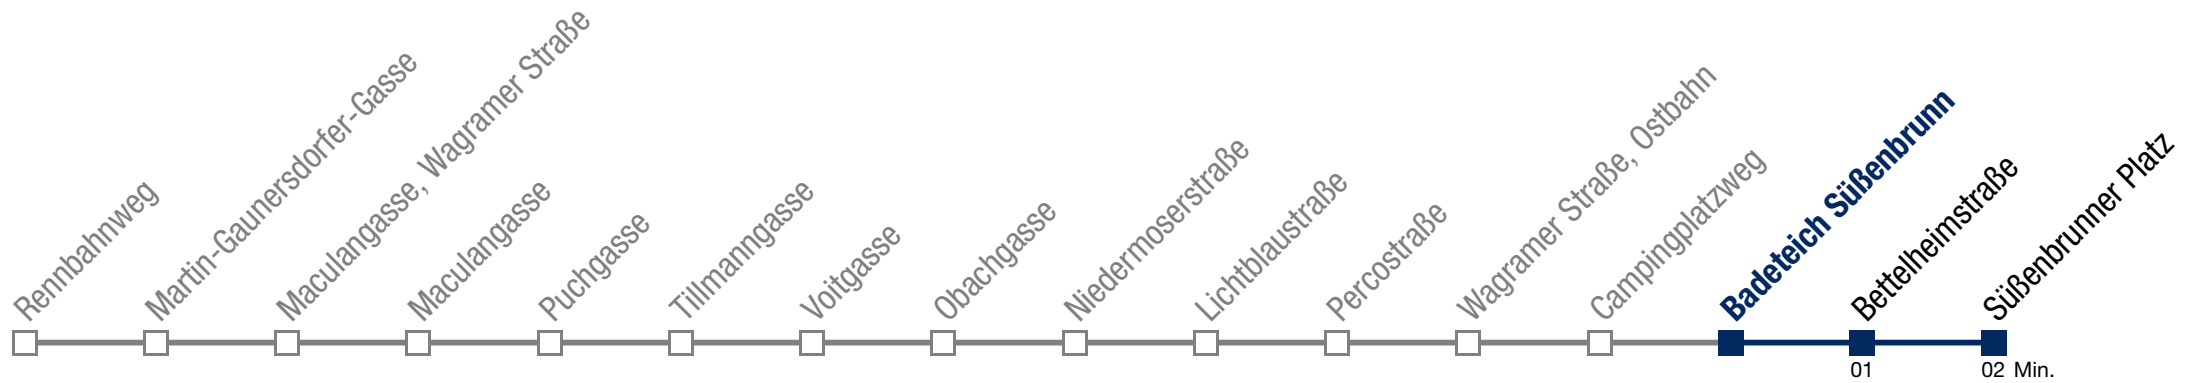 Rennbahnweg
Martin-Gaunersdorfer-Gasse
Maculangasse, Wagramer Straße
Maculangasse
Puchgasse
Tillmanngasse
Voitgasse
Obachgasse
Niedermoserstraße
Lichtblaustraße
Percostraße
Wagramer Straße, Ostbahn
Campingplatzweg
Badeteich Süßenbrunn
Bettelheimstraße
Süßenbrunner Platz
01
02 Min.